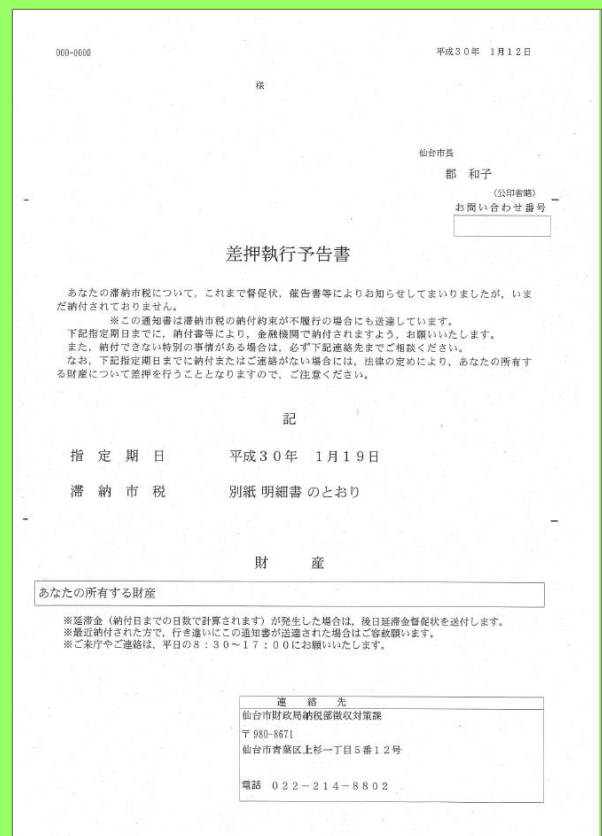 000-0000
平成30年 1月12日
様
仙台市長
郡 和子
(公印省略)
お問い合わせ番号
差押執行予告書
あなたの滞納市税について，これまで督促状，催告書等によりお知らせしてまいりましたが，いま
だ納付されておりません。
※この通知書は滞納市税の納付約束が不履行の場合にも送達しています。
下記指定期日までに，納付書等により，金融機関で納付されますよう，お願いいたします。
また，納付できない特別の事情がある場合は，必ず下記連絡先までご相談ください。
なお，下記指定期日までに納付またはご連絡がない場合には，法律の定めにより，あなたの所有す
る財産について差押を行うこととなりますので，ご注意ください。
記
指定期日 平成30年 1月19日
滞納市税 別紙 明細書 のとおり
財 産
あなたの所有する財産
※延滞金（納付日までの日数で計算されます）が発生した場合は，後日延滞金督促状を送付します。
※最近納付された方で，行き違いにこの通知書が送達された場合はご容赦願います。
※ご来庁やご連絡は，平日の8：30～17：00にお願いいたします。
連 絡 先
仙台市財政局納税部徴収対策課
〒980-8671
仙台市青葉区上杉一丁目5番12号
電話 022－214－8802